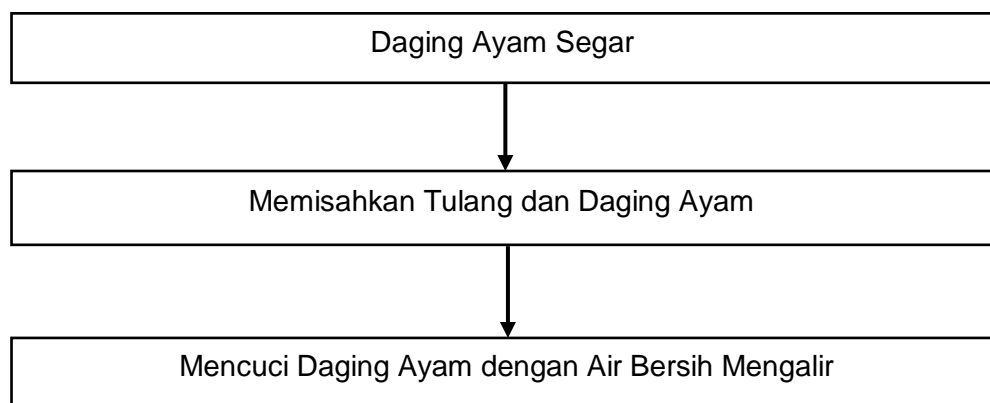 Daging Ayam Segar
Memisahkan Tulang dan Daging Ayam
Mencuci Daging Ayam dengan Air Bersih Mengalir